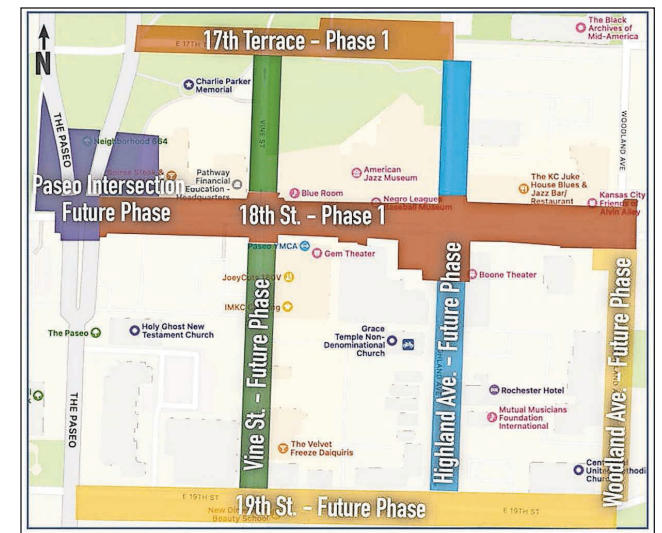 The Black
Archives of
Mid-America
E 17TH TER
17th Terrace - Phase 1
N
Charlie Parker
Memorial
WOODLAND AVE
THE PASEO
VINE ST
Neighborhood 664
American
Jazz Museum
Pathway
Financial
Education -
Headquarters
The KC Juke
House Blues &
Jazz Bar/
Restaurant
Paseo Intersection
Future Phase
Blue Room
Negro Leagues
Baseball Museum
Kansas City
Friends of
Alvin Ailey
18th St. - Phase 1
Paseo YMCA
Gem Theater
JoeyCuts
Boone Theater
The Paseo
Holy Ghost New
Testament Church
Grace
Temple Non-
Denominational
Church
Vine St. - Future Phase
Highland Ave. - Future Phase
Woodland Ave. - Future Phase
Rochester Hotel
Mutual Musicians
Foundation
International
THE PASEO
The Velvet
Freeze Daiquiris
E 19TH ST
19th St. - Future Phase
E 19TH ST
Beauty School